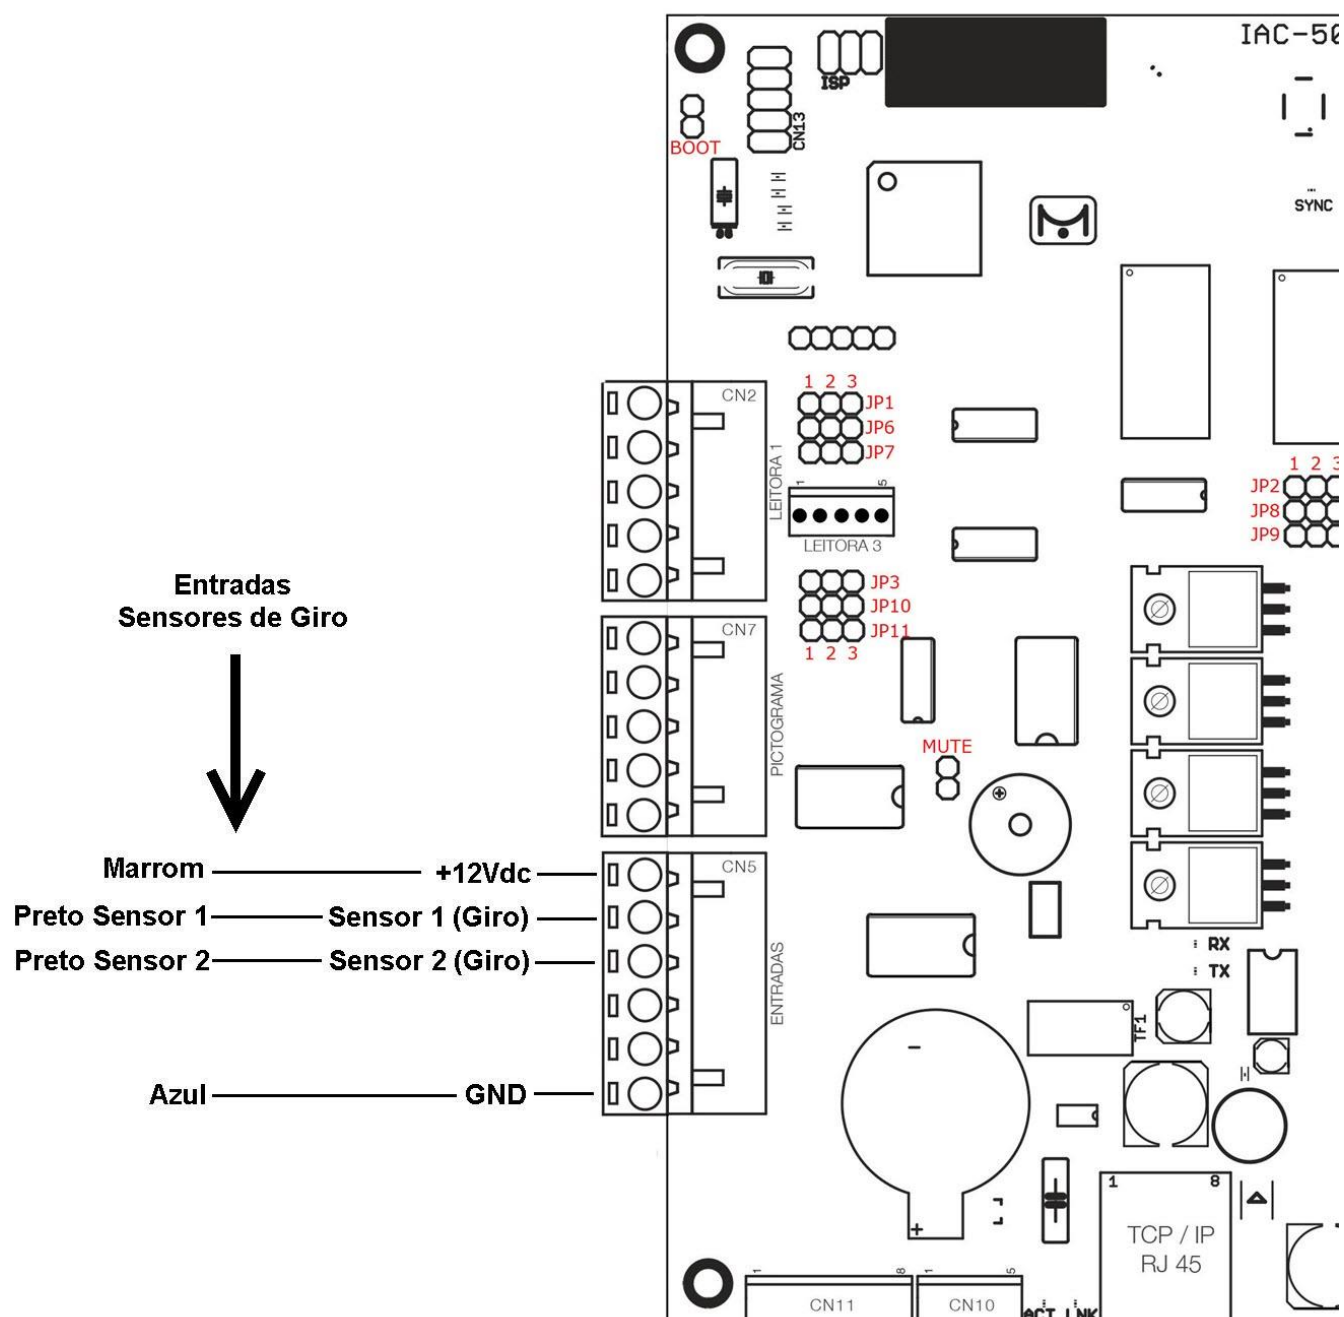 IAC-50
ISP
CN13
BOOT
SYNC
1 2 3
JP1
JP6
JP7
CN2
LEITORA 1
1 5
LEITORA 3
1 2 3
JP2
JP8
JP9
JP3
JP10
JP11
1 2 3
Entradas
Sensores de Giro
CN7
PICTOGRAMA
MUTE
Marrom +12Vdc
Preto Sensor 1 Sensor 1 (Giro)
Preto Sensor 2 Sensor 2 (Giro)
Azul GND
CN5
ENTRADAS
RX
TX
TF1
-
+
1 8
TCP / IP
RJ 45
1 8
CN11
1 5
CN10
ACT LNK